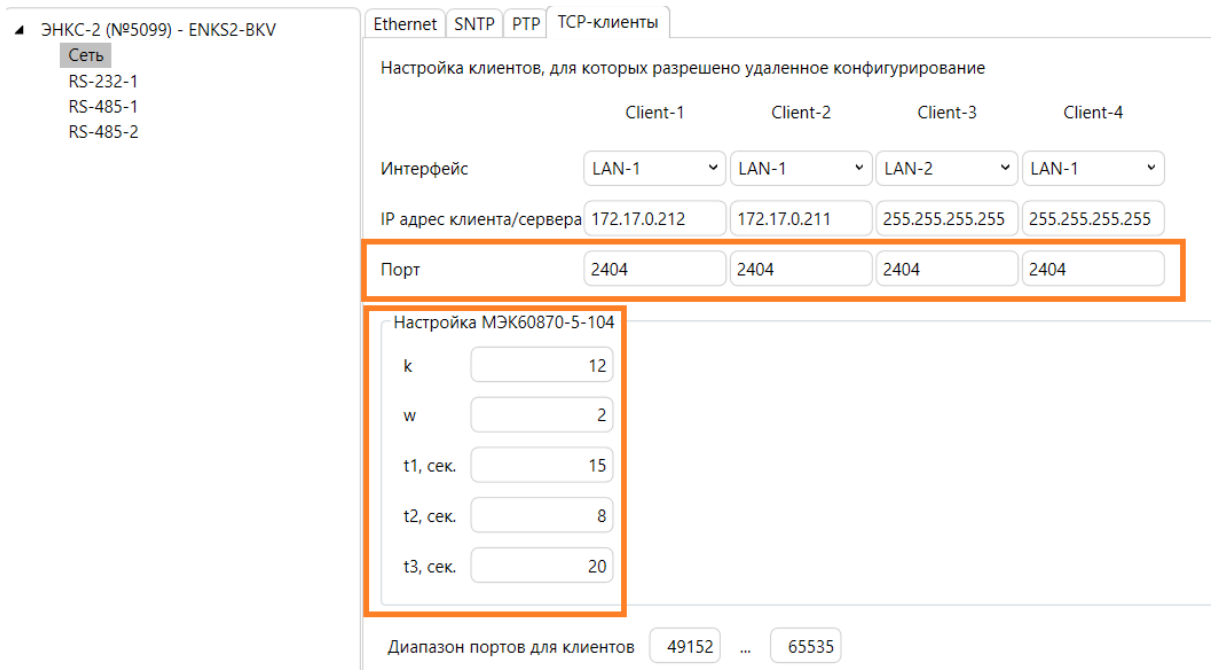 ЭНКС-2 (№5099) - ENKS2-BKV
Сеть
RS-232-1
RS-485-1
RS-485-2
Ethernet SNTP PTP TCP-клиенты
Настройка клиентов, для которых разрешено удаленное конфигурирование
Client-1 Client-2 Client-3 Client-4
Интерфейс LAN-1 LAN-1 LAN-2 LAN-1
IP адрес клиента/сервера 172.17.0.212 172.17.0.211 255.255.255.255 255.255.255.255
Порт 2404 2404 2404 2404
Настройка МЭК60870-5-104
k 12
w 2
t1, сек. 15
t2, сек. 8
t3, сек. 20
Диапазон портов для клиентов 49152 ... 65535